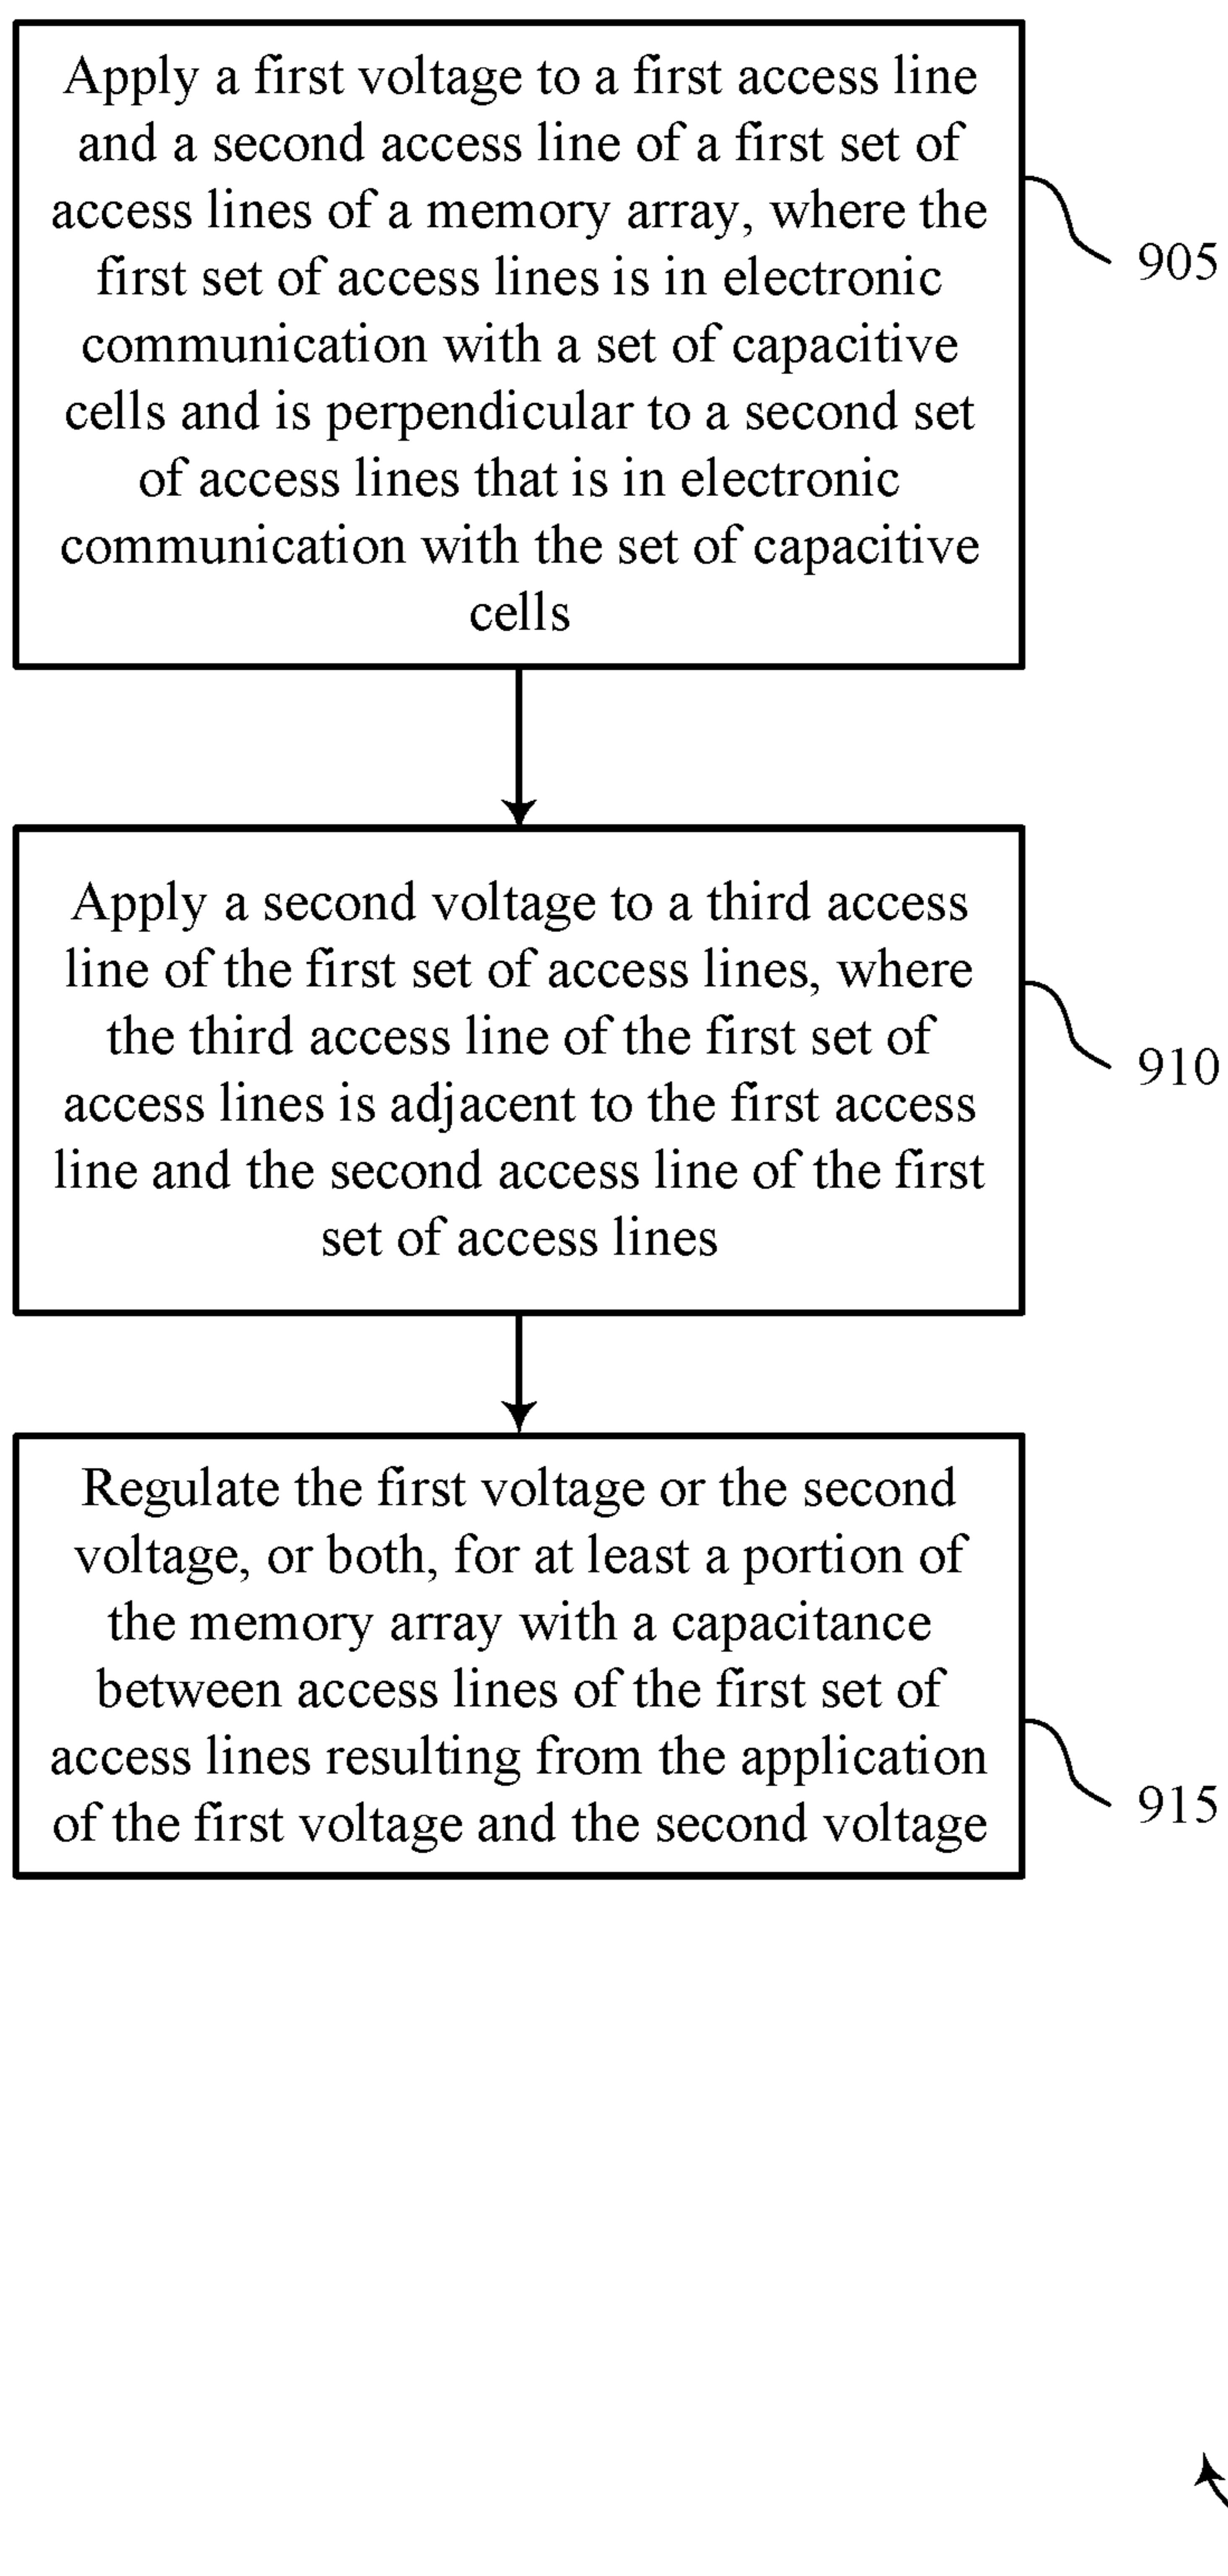 Apply a first voltage to a first access line
and a second access line of a first set of
access lines of a memory array, where the
first set of access lines is in electronic
communication with a set of capacitive
cells and is perpendicular to a second set
of access lines that is in electronic
communication with the set of capacitive
cells
905
Apply a second voltage to a third access
line of the first set of access lines, where
the third access line of the first set of
access lines is adjacent to the first access
line and the second access line of the first
set of access lines
910
Regulate the first voltage or the second
voltage, or both, for at least a portion of
the memory array with a capacitance
between access lines of the first set of
access lines resulting from the application
of the first voltage and the second voltage
915